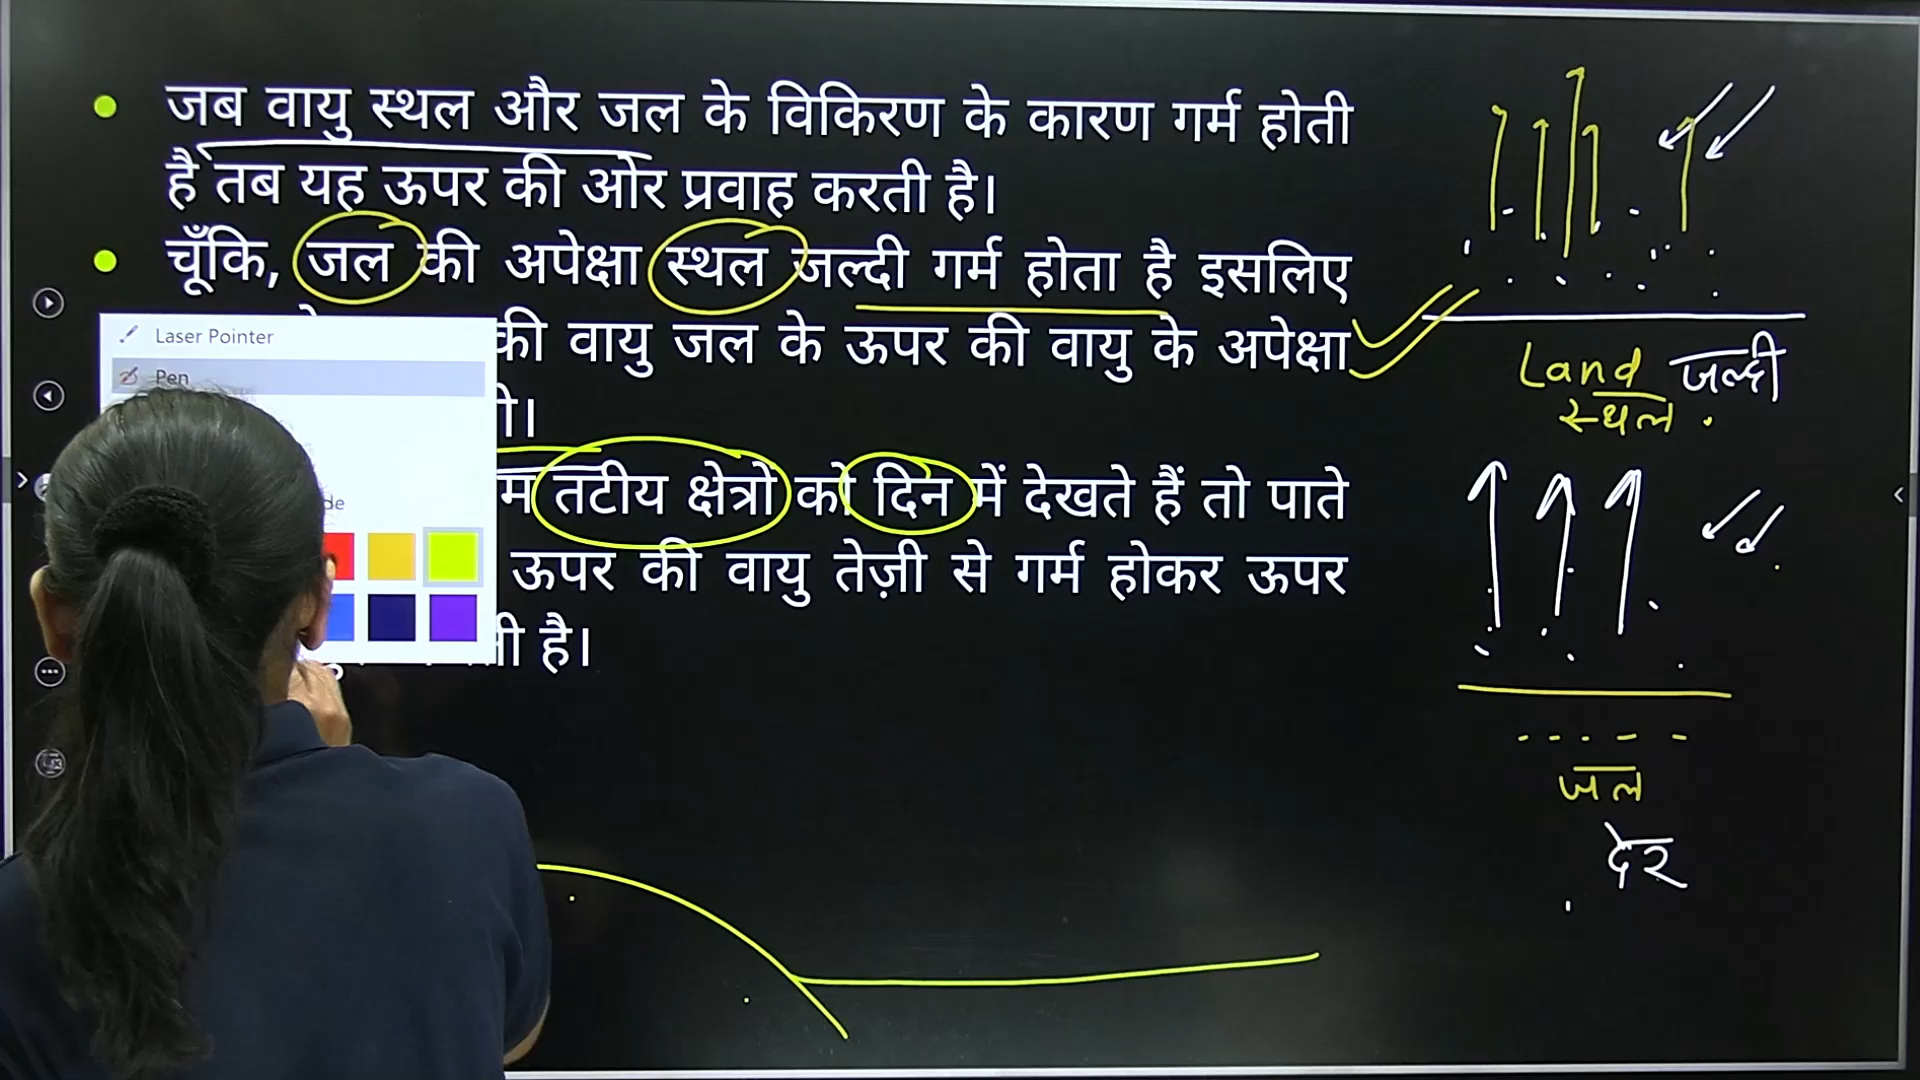 जब वायु स्थल और जल के विकिरण के कारण गर्म होती
है तब यह ऊपर की ओर प्रवाह करती है।
चूँकि, जल की अपेक्षा स्थल जल्दी गर्म होता है इसलिए
की वायु जल के ऊपर की वायु के अपेक्षा
तटीय क्षेत्रों को दिन में देखते हैं तो पाते
ऊपर की वायु तेज़ी से गर्म होकर ऊपर
है।
Laser Pointer
Pen
Land जल्दी
स्थल
जल
देर